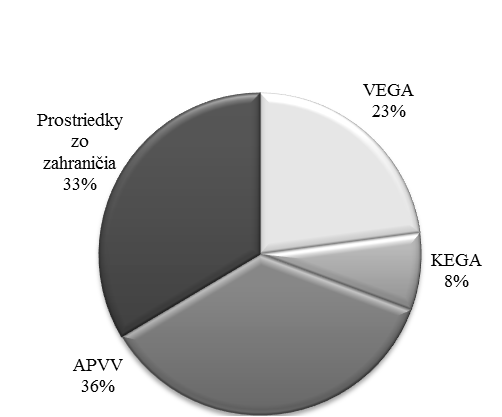 VEGA
23%
Prostriedky
zo
zahraničia
33%
KEGA
8%
APVV
36%